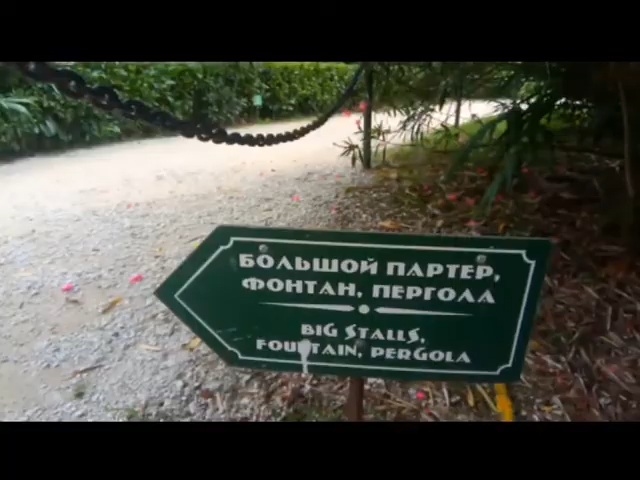 БОЛЬШОЙ ПАРТЕР,
ФОНТАН, ПЕРГОЛА
BIG STALLS,
FOUNTAIN, PERGOLA